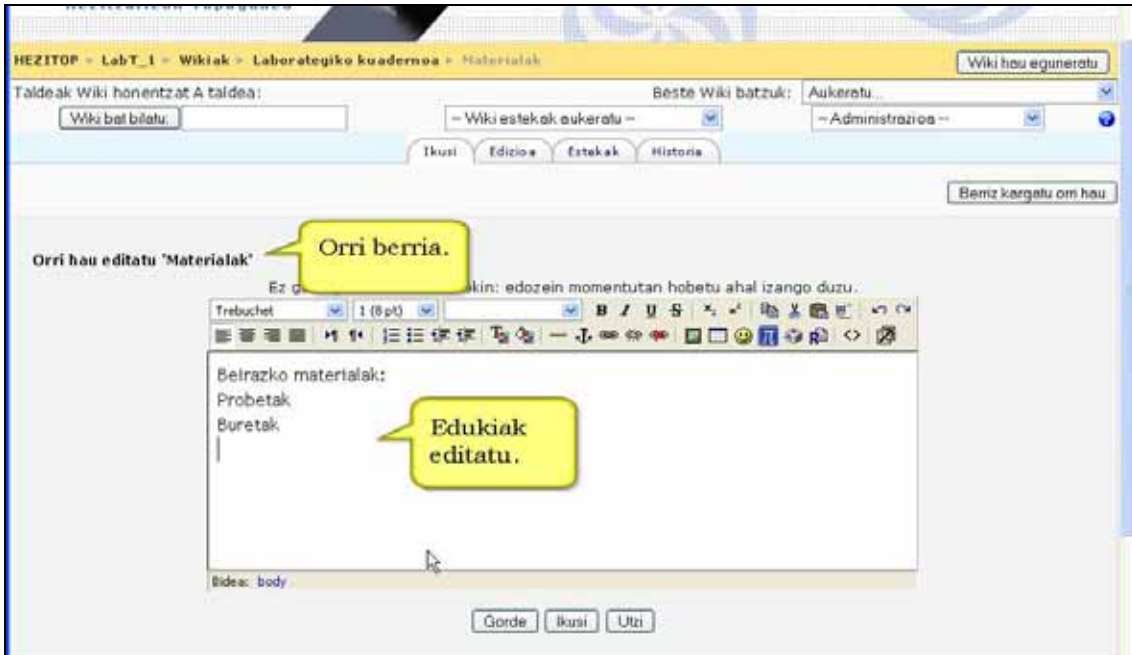 HEZITOP » LabT_1 » Wikiak » Laborategiko kuadernoa » Materialak
Wiki hau eguneratu
Taldeak Wiki honentzat A taldea:
Beste Wiki batzuk: Aukeratu...
Wiki bat bilatu:
-- Wiki estekak aukeratu --
-- Administrazioa --
Ikusi Edizioa Estekak Historia
Berriz kargatu orri hau
Orri berria.
Orri hau editatu 'Materialak'
Ez
edozein momentutan hobetu ahal izango duzu.
Trebuchet 1 (8 pt) B I U S
Beirazko materialak:
Probetak
Buretak
Edukiak
editatu.
Bidea: body
Gorde Ikusi Utzi